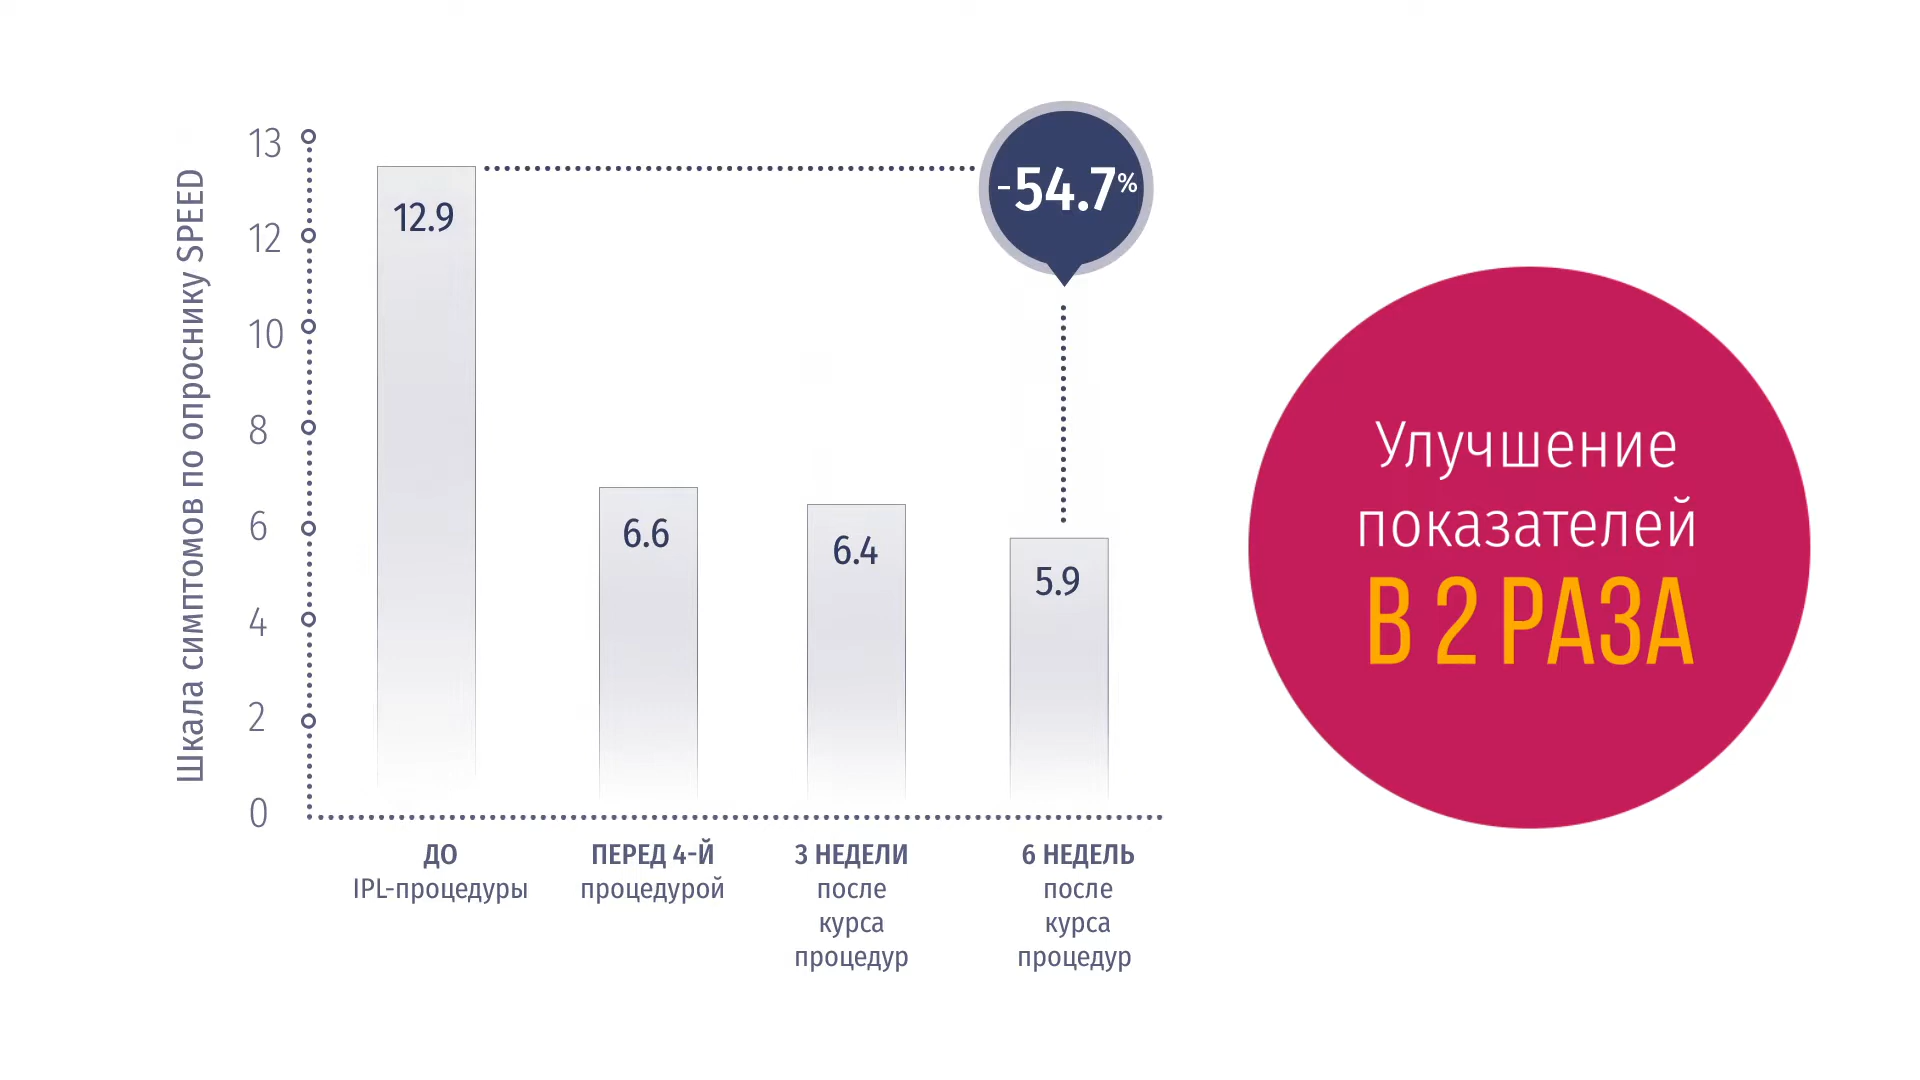 Шкала симптомов по опроснику SPEED
13
12
10
8
6
4
2
0
12.9
6.6
6.4
5.9
-54.7%
ДО
IPL-процедуры
ПЕРЕД 4-Й
процедурой
3 НЕДЕЛИ
после
курса
процедур
6 НЕДЕЛЬ
после
курса
процедур
Улучшение
показателей
В 2 РАЗА